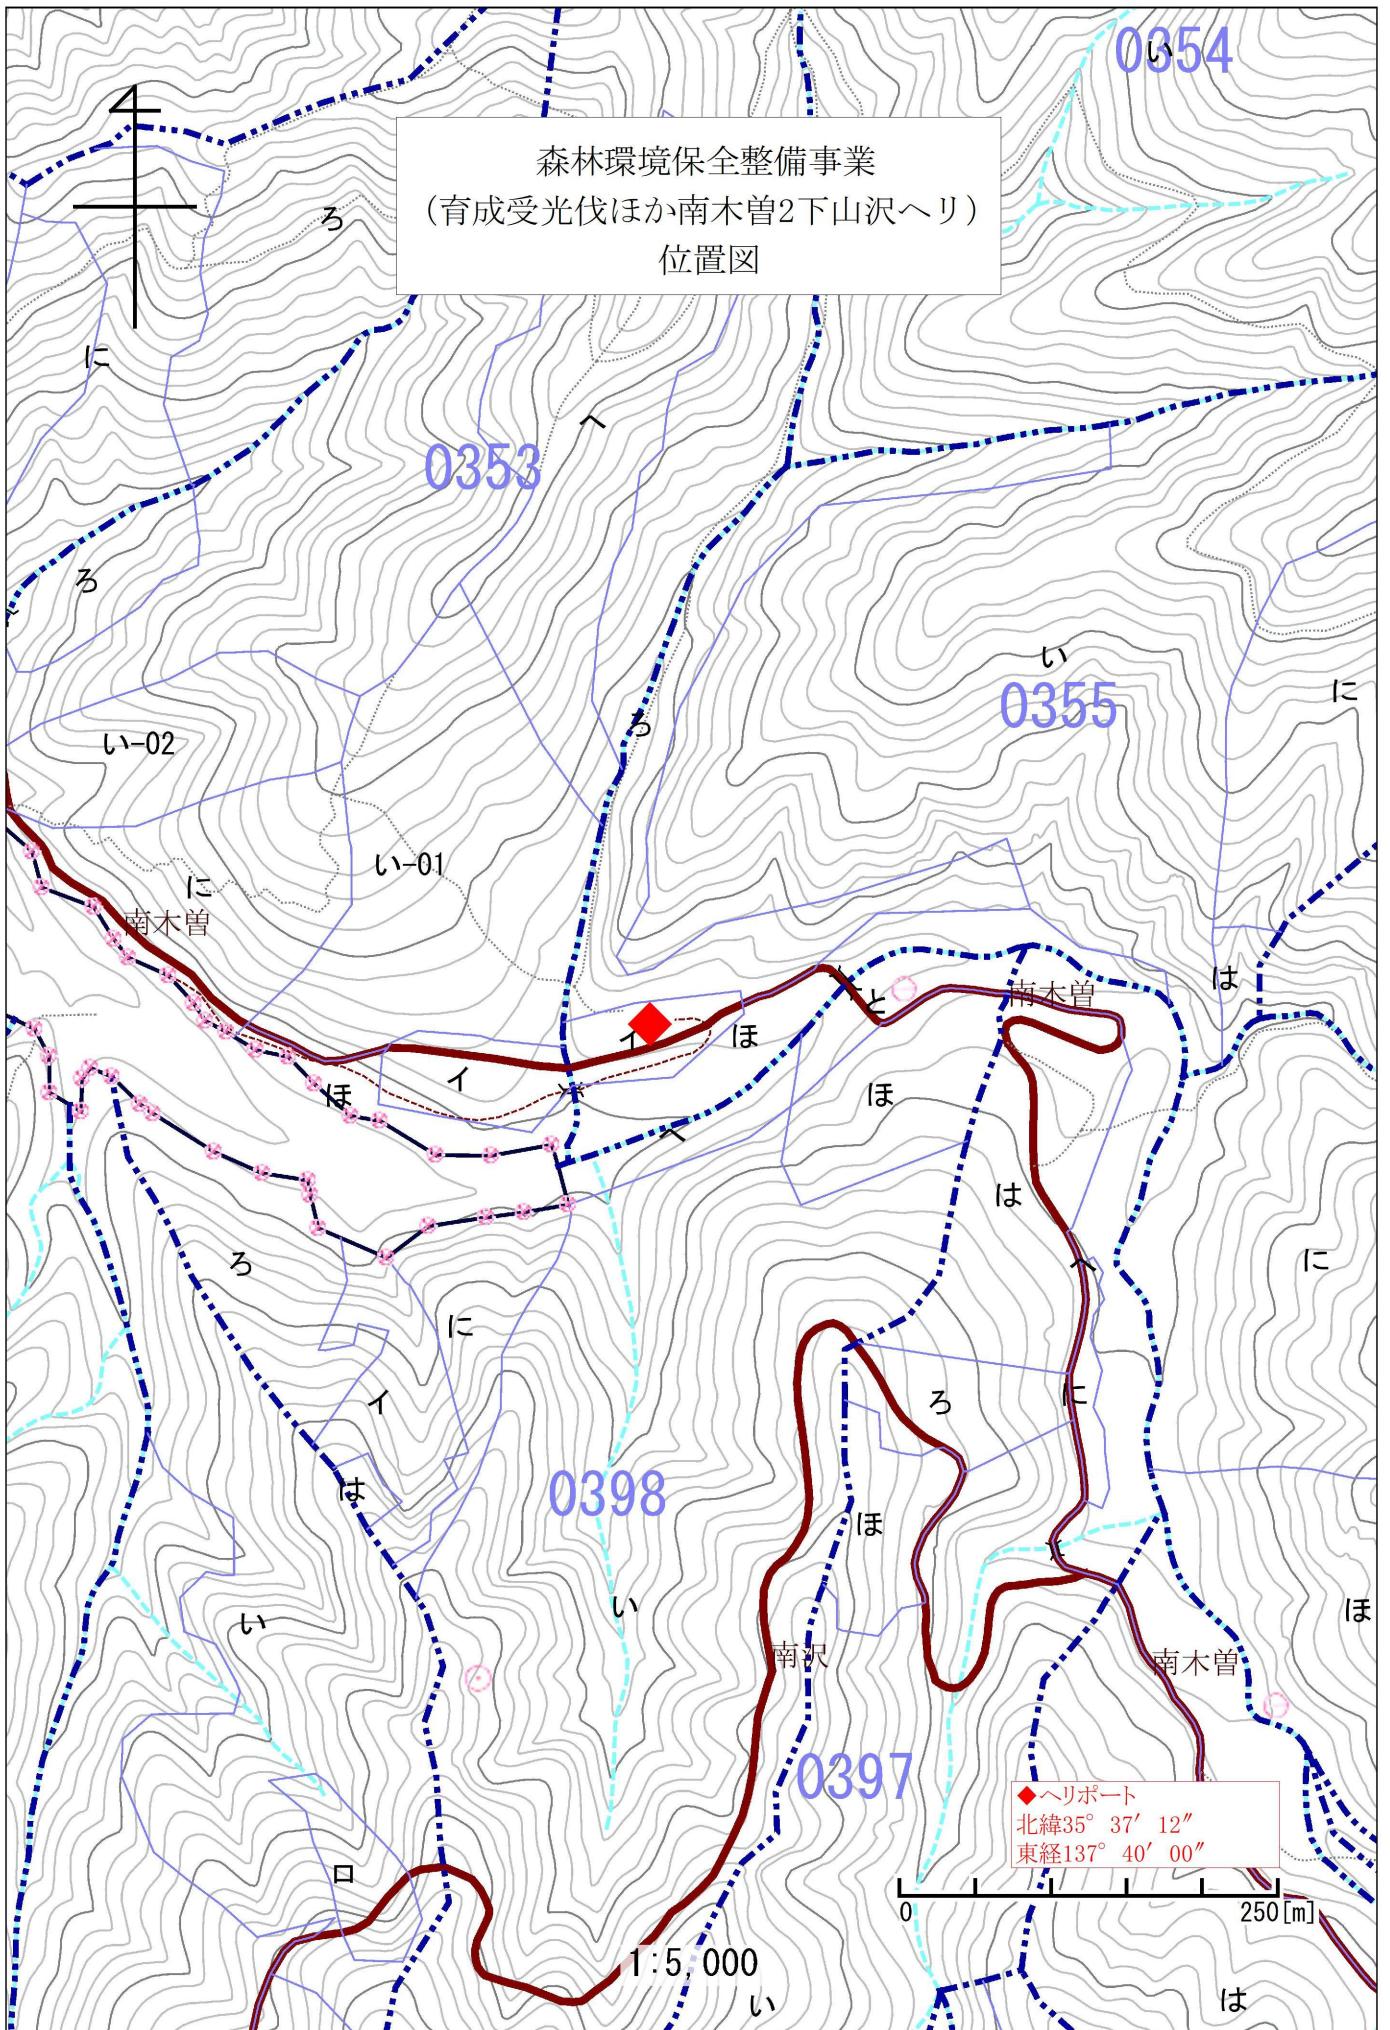 0354
い
森林環境保全整備事業
(育成受光伐ほか南木曽2下山沢ヘリ)
位置図
ろ
に
へ
0353
ろ
い
0355
に
ろ
い-02
い-01
に
南木曽
は
南木曽
と
イ
ほ
イ
ほ
ほ
へ
は
ろ
へ
に
に
イ
ろ
に
は
0398
ほ
い
い
ほ
南沢
南木曽
0397
◆ヘリポート
北緯35° 37′ 12″
東経137° 40′ 00″
ロ
0
250[m]
1:5,000
い
は